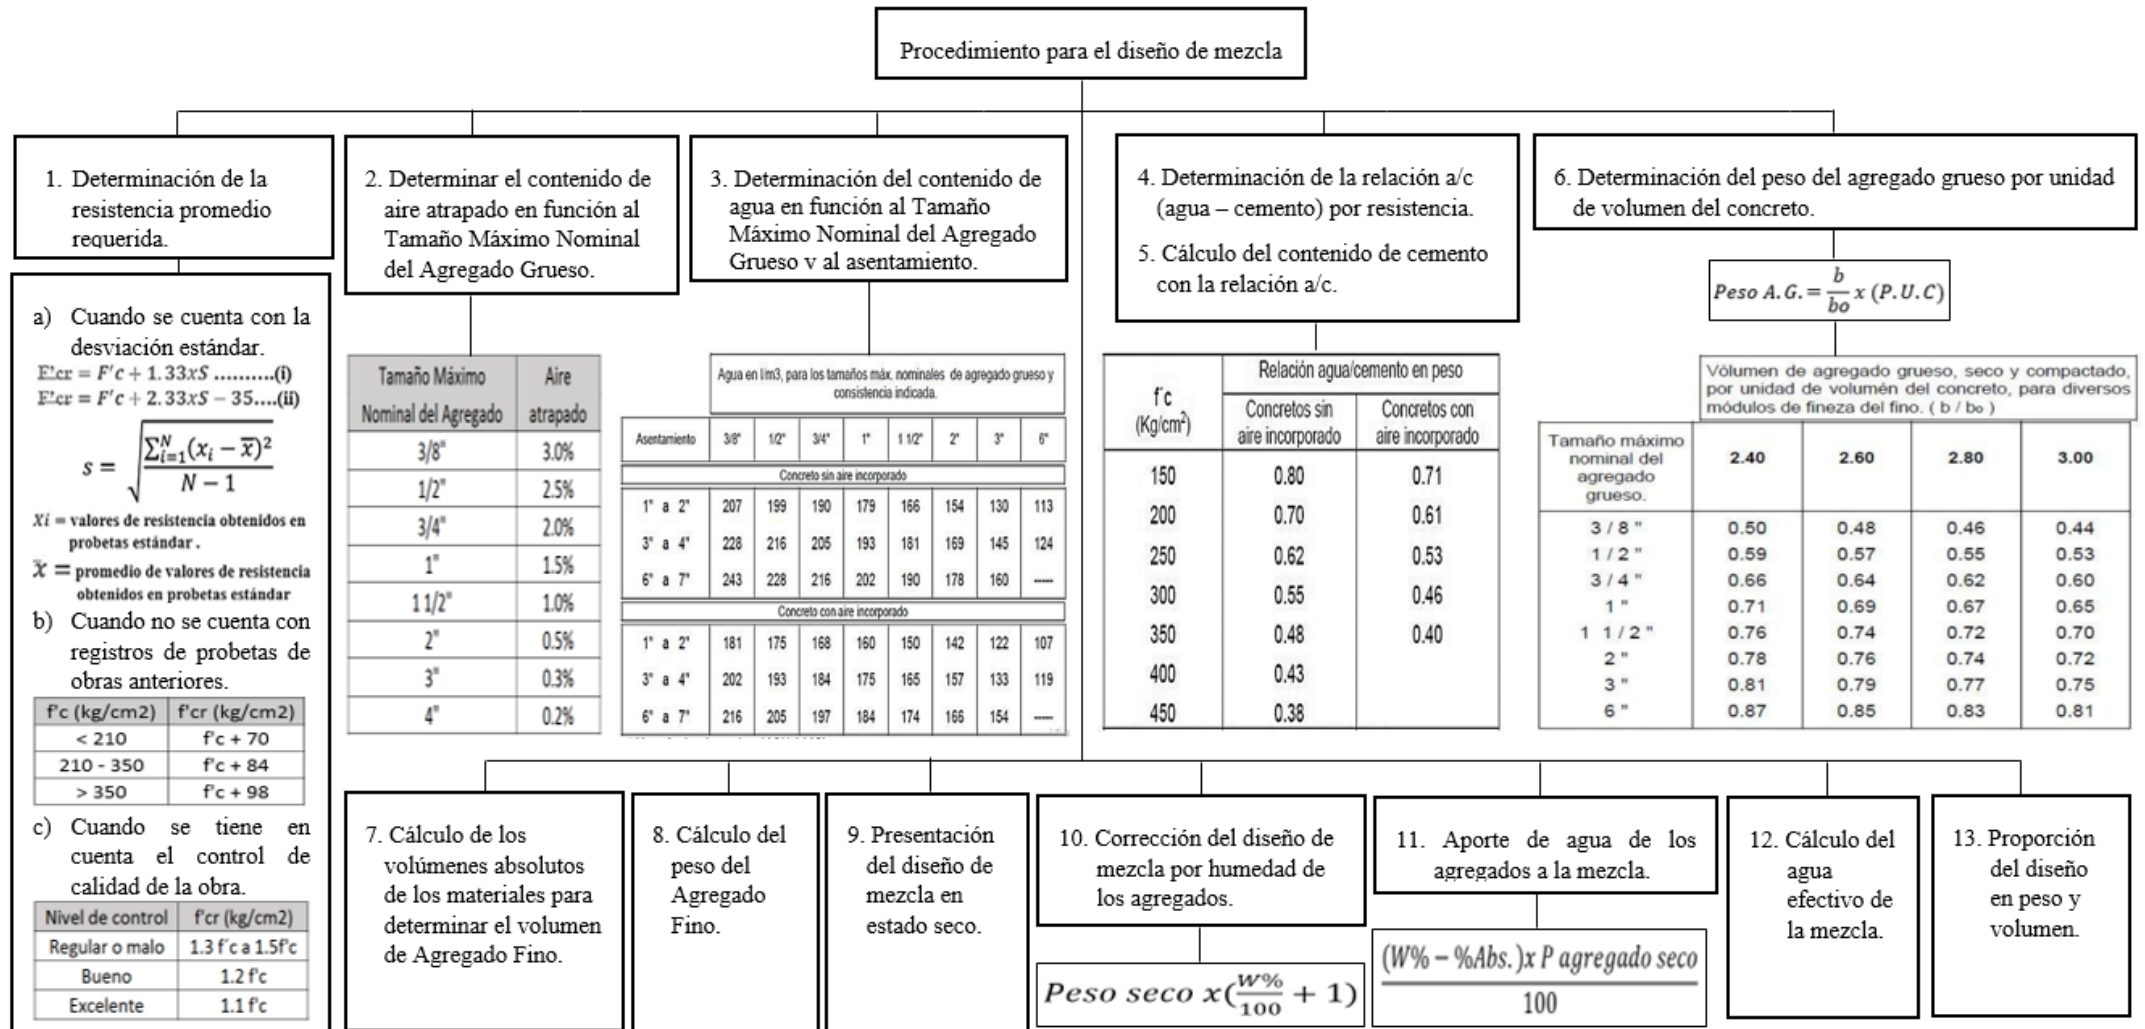 Procedimiento para el diseño de mezcla
1. Determinación de la
resistencia promedio
requerida.
a) Cuando se cuenta con la
desviación estándar.
F'cr = F'c + 1.33xS ..........(i)
F'cr = F'c + 2.33xS − 35....(ii)
s = √(∑ᵢ₌₁ᴺ(xᵢ − x̅)² / N − 1)
Xi = valores de resistencia obtenidos en
probetas estándar .
x̅ = promedio de valores de resistencia
obtenidos en probetas estándar
b) Cuando no se cuenta con
registros de probetas de
obras anteriores.
f'c (kg/cm2) f'cr (kg/cm2)
< 210 f'c + 70
210 - 350 f'c + 84
> 350 f'c + 98
c) Cuando se tiene en
cuenta el control de
calidad de la obra.
Nivel de control f'cr (kg/cm2)
Regular o malo 1.3 f´c a 1.5f'c
Bueno 1.2 f'c
Excelente 1.1 f'c
2. Determinar el contenido de
aire atrapado en función al
Tamaño Máximo Nominal
del Agregado Grueso.
Tamaño Máximo Aire
Nominal del Agregado atrapado
3/8" 3.0%
1/2" 2.5%
3/4" 2.0%
1" 1.5%
1 1/2" 1.0%
2" 0.5%
3" 0.3%
4" 0.2%
3. Determinación del contenido de
agua en función al Tamaño
Máximo Nominal del Agregado
Grueso y al asentamiento.
Agua en l/m3, para los tamaños máx. nominales de agregado grueso y
consistencia indicada.
Asentamiento 3/8" 1/2" 3/4" 1" 1 1/2" 2" 3" 6"
Concreto sin aire incorporado
1" a 2" 207 199 190 179 166 154 130 113
3" a 4" 228 216 205 193 181 169 145 124
6" a 7" 243 228 216 202 190 178 160 -----
Concreto con aire incorporado
1" a 2" 181 175 168 160 150 142 122 107
3" a 4" 202 193 184 175 165 157 133 119
6" a 7" 216 205 197 184 174 166 154 -----
4. Determinación de la relación a/c
(agua – cemento) por resistencia.
5. Cálculo del contenido de cemento
con la relación a/c.
f'c
(Kg/cm²)
Relación agua/cemento en peso
Concretos sin Concretos con
aire incorporado aire incorporado
150 0.80 0.71
200 0.70 0.61
250 0.62 0.53
300 0.55 0.46
350 0.48 0.40
400 0.43
450 0.38
6. Determinación del peso del agregado grueso por unidad
de volumen del concreto.
Peso A.G.= b/bo x (P.U.C)
Vólumen de agregado grueso, seco y compactado,
por unidad de volumén del concreto, para diversos
módulos de fineza del fino. ( b / b₀ )
Tamaño máximo
nominal del
agregado
grueso.
2.40 2.60 2.80 3.00
3 / 8 " 0.50 0.48 0.46 0.44
1 / 2 " 0.59 0.57 0.55 0.53
3 / 4 " 0.66 0.64 0.62 0.60
1 " 0.71 0.69 0.67 0.65
1 1 / 2 " 0.76 0.74 0.72 0.70
2 " 0.78 0.76 0.74 0.72
3 " 0.81 0.79 0.77 0.75
6 " 0.87 0.85 0.83 0.81
7. Cálculo de los
volúmenes absolutos
de los materiales para
determinar el volumen
de Agregado Fino.
8. Cálculo del
peso del
Agregado
Fino.
9. Presentación
del diseño de
mezcla en
estado seco.
10. Corrección del diseño de
mezcla por humedad de
los agregados.
Peso seco x(W%/100 + 1)
11. Aporte de agua de los
agregados a la mezcla.
(W% − %Abs.)x P agregado seco
100
12. Cálculo del
agua
efectivo de
la mezcla.
13. Proporción
del diseño
en peso y
volumen.